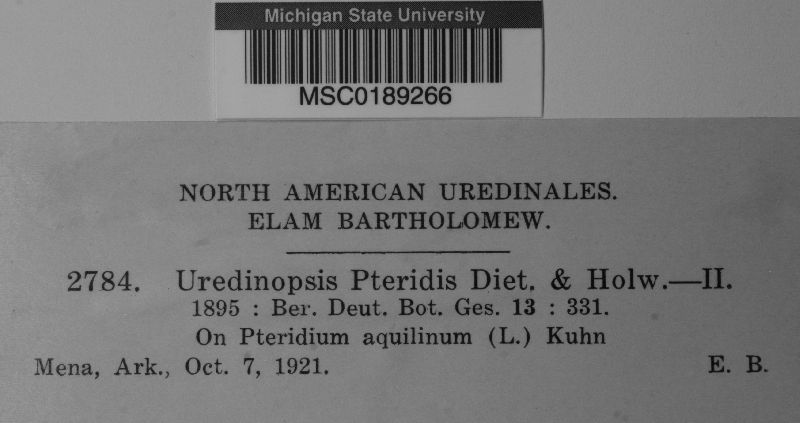 Michigan State University
MSC0189266
NORTH AMERICAN UREDINALES.
ELAM BARTHOLOMEW.
2784. Uredinopsis Pteridis Diet. & Holw.—II.
1895 : Ber. Deut. Bot. Ges. 13 : 331.
On Pteridium aquilinum (L.) Kuhn
Mena, Ark., Oct. 7, 1921. E. B.